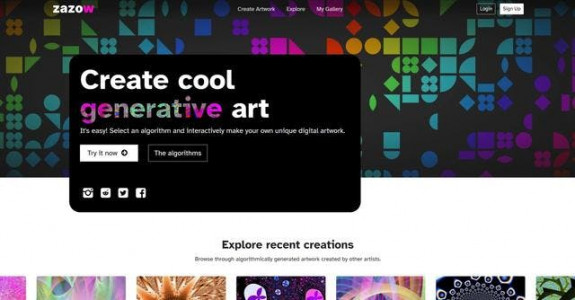 zazow
Create Artwork Explore My Gallery Login Sign Up
Create cool
generative art
It's easy! Select an algorithm and interactively make your own unique digital artwork.
Try it now The algorithms
Explore recent creations
Browse through algorithmically generated artwork created by other artists.